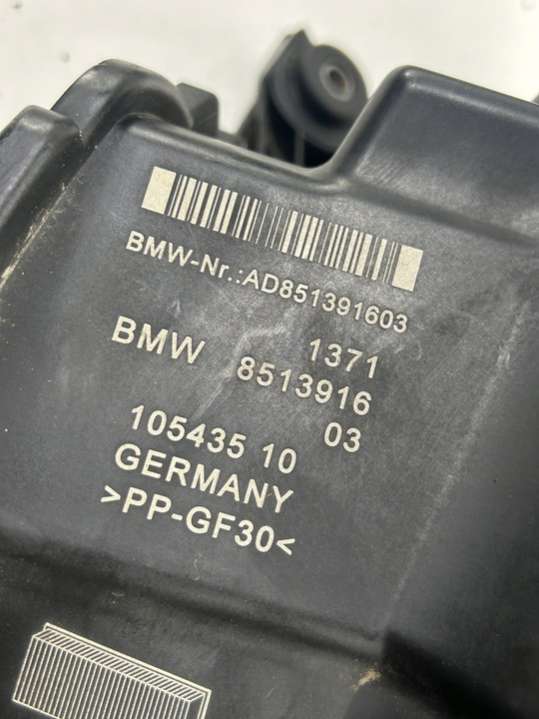 BMW-Nr.:AD851391603
BMW 1371
8513916
03
105435 10
GERMANY
>PP-GF30<